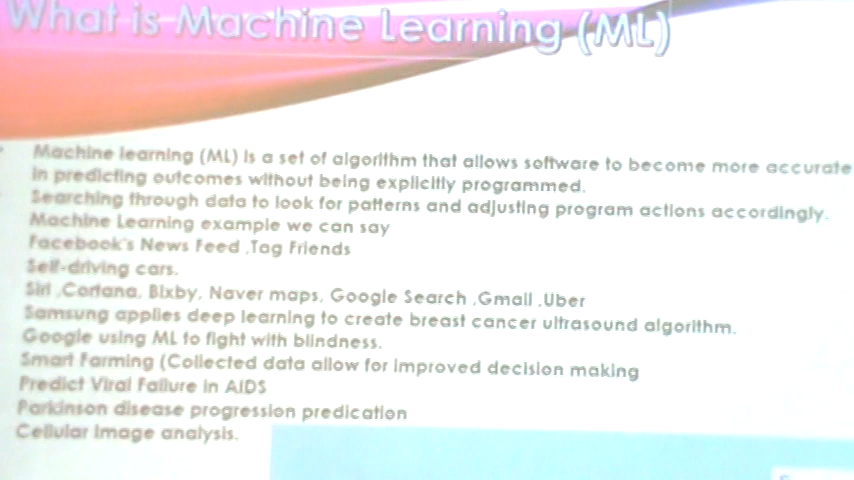 What is Machine Learning (ML)
Machine learning (ML) is a set of algorithm that allows software to become more accurate
in predicting outcomes without being explicitly programmed.
Searching through data to look for patterns and adjusting program actions accordingly.
Machine Learning example we can say
Facebook's News Feed ,Tag Friends
Self-driving cars.
Siri ,Cortana, Bixby, Naver maps, Google Search ,Gmail ,Uber
Samsung applies deep learning to create breast cancer ultrasound algorithm.
Google using ML to fight with blindness.
Smart Farming (Collected data allow for improved decision making
Predict Viral Failure in AIDS
Parkinson disease progression predication
Cellular Image analysis.